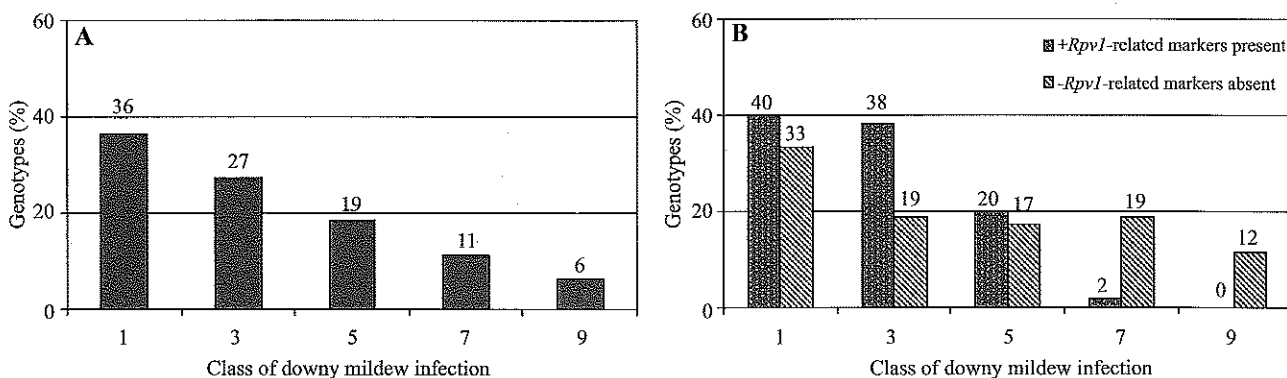 A
Genotypes (%)
60
40
20
0
36
27
19
11
6
1 3 5 7 9
Class of downy mildew infection
B
+Rpv1-related markers present
-Rpv1-related markers absent
Genotypes (%)
60
40
20
0
40
33
38
19
20
17
2
19
0
12
1 3 5 7 9
Class of downy mildew infection